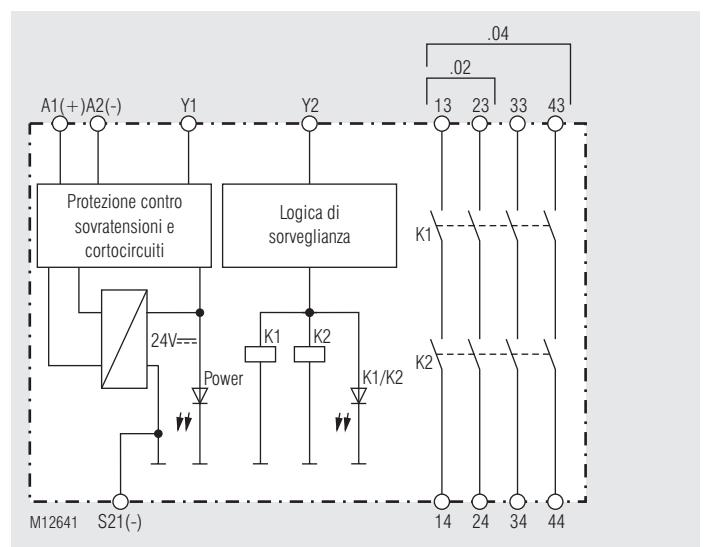 .04
.02
A1(+) A2(-) Y1 Y2 13 23 33 43
Protezione contro
sovratensioni e
cortocircuiti
Logica di
sorveglianza
K1
24V
K1 K2
K2
Power
K1/K2
M12641 S21(-) 14 24 34 44